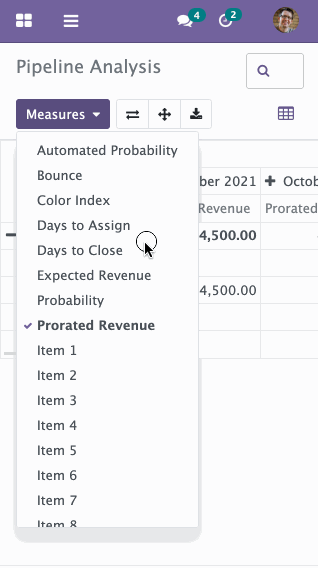 4
2
Pipeline Analysis
Measures
Automated Probability
Bounce
Color Index
Days to Assign
Days to Close
Expected Revenue
Probability
Prorated Revenue
Item 1
Item 2
Item 3
Item 4
Item 5
Item 6
Item 7
Item 8
ber 2021
Octo
Revenue
Prorated
4,500.00
4,500.00